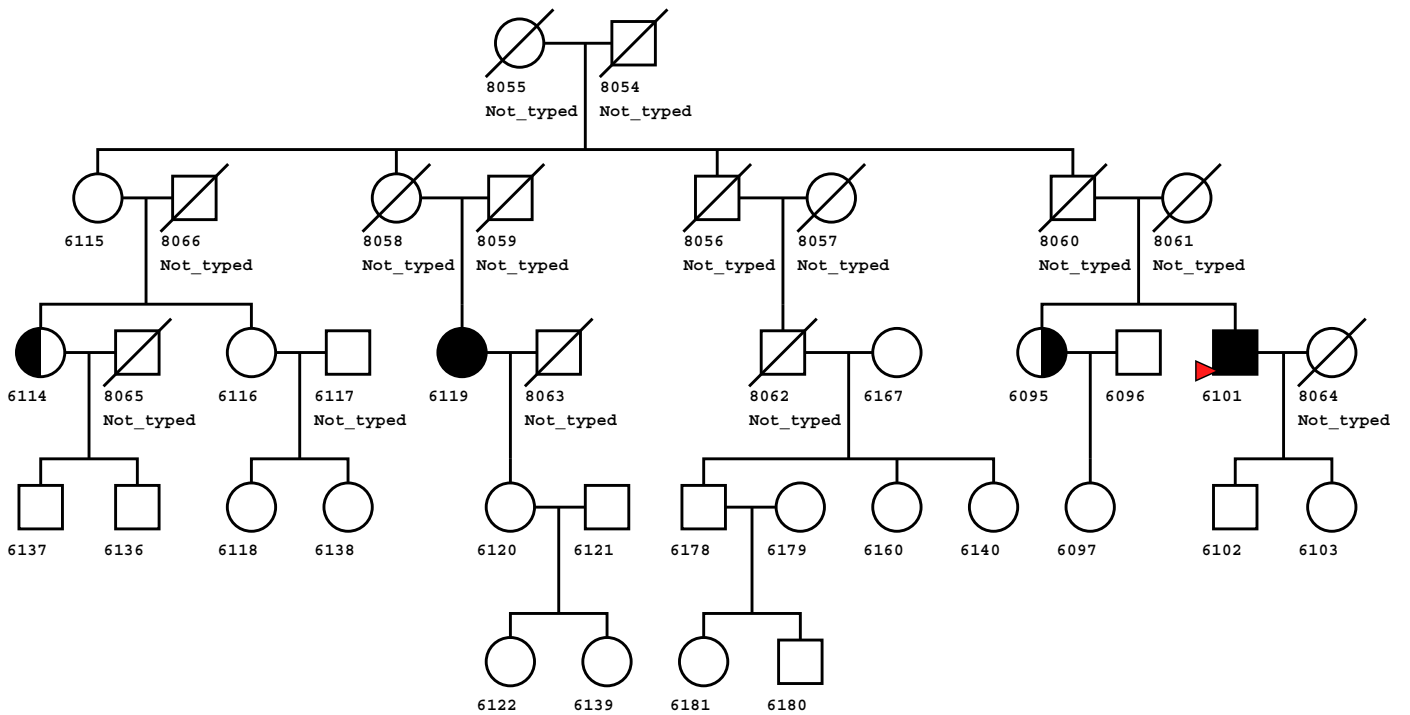 8055 8054
Not_typed Not_typed
6115 8066 8058 8059 8056 8057 8060 8061
Not_typed Not_typed Not_typed Not_typed Not_typed Not_typed Not_typed
6114 8065 6116 6117 6119 8063 8062 6167 6095 6096 6101 8064
Not_typed Not_typed Not_typed Not_typed Not_typed
6137 6136 6118 6138 6120 6121 6178 6179 6160 6140 6097 6102 6103
6122 6139 6181 6180